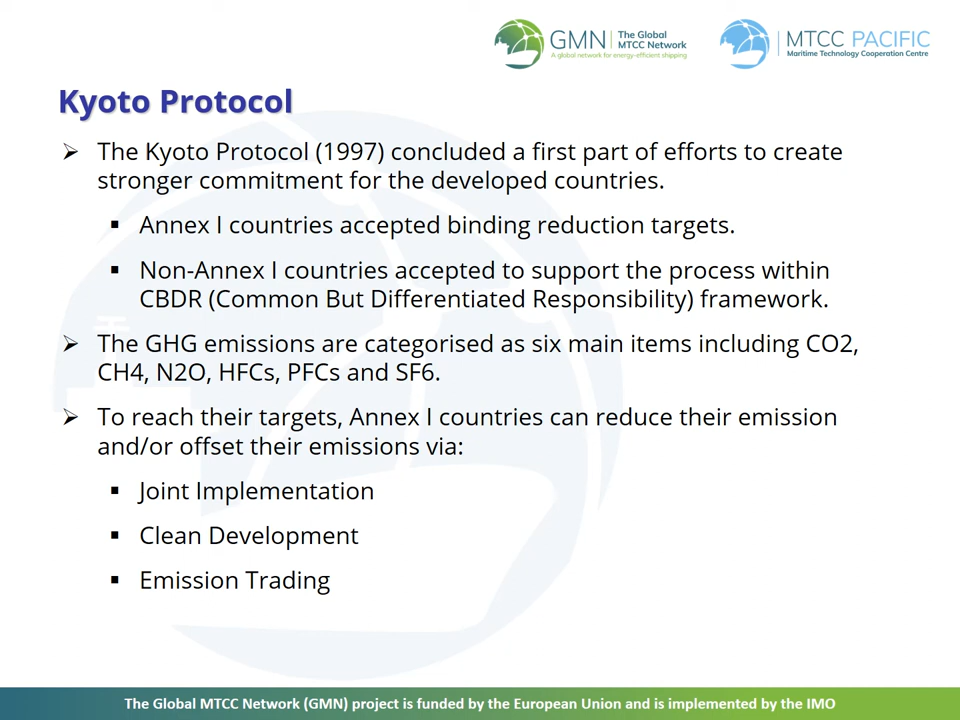 GMN
The Global
MTCC Network
A global network for energy-efficient shipping
MTCC PACIFIC
Maritime Technology Cooperation Centre
Kyoto Protocol
➢ The Kyoto Protocol (1997) concluded a first part of efforts to create
stronger commitment for the developed countries.
▪ Annex I countries accepted binding reduction targets.
▪ Non-Annex I countries accepted to support the process within
CBDR (Common But Differentiated Responsibility) framework.
➢ The GHG emissions are categorised as six main items including CO2,
CH4, N2O, HFCs, PFCs and SF6.
➢ To reach their targets, Annex I countries can reduce their emission
and/or offset their emissions via:
▪ Joint Implementation
▪ Clean Development
▪ Emission Trading
The Global MTCC Network (GMN) project is funded by the European Union and is implemented by the IMO